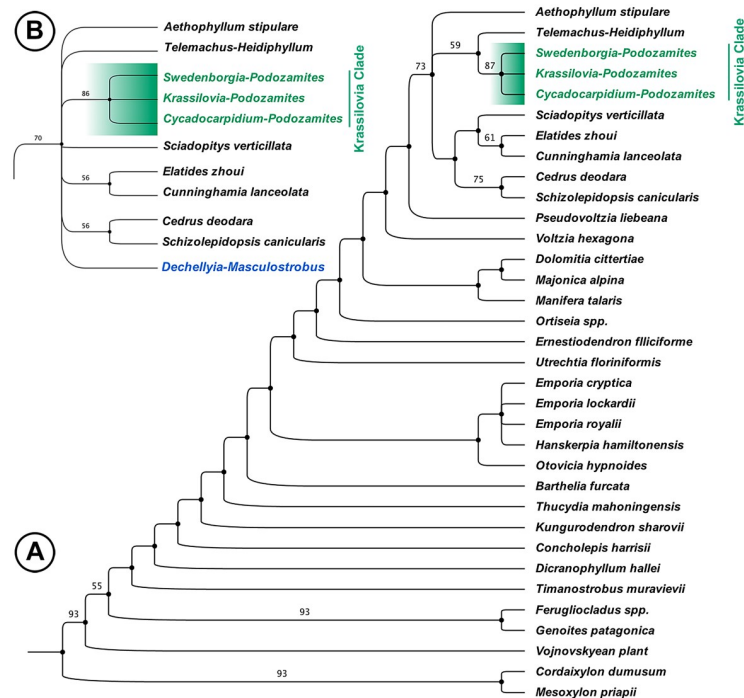 B
Aethophyllum stipulare
Telemachus-Heidiphyllum
Swedenborgia-Podozamites
86
Krassilovia-Podozamites
Cycadocarpidium-Podozamites
Krassilovia Clade
70
Sciadopitys verticillata
Elatides zhoui
56
Cunninghamia lanceolata
Cedrus deodara
56
Schizolepidopsis canicularis
Dechellyia-Masculostrobus
Aethophyllum stipulare
Telemachus-Heidiphyllum
59
Swedenborgia-Podozamites
87
73
Krassilovia-Podozamites
Cycadocarpidium-Podozamites
Krassilovia Clade
Sciadopitys verticillata
Elatides zhoui
61
Cunninghamia lanceolata
Cedrus deodara
75
Schizolepidopsis canicularis
Pseudovoltzia liebeana
Voltzia hexagona
Dolomitia cittertiae
Majonica alpina
Manifera talaris
Ortiseia spp.
Ernestiodendron flliciforme
Utrechtia floriniformis
Emporia cryptica
Emporia lockardii
Emporia royalii
Hanskerpia hamiltonensis
Otovicia hypnoides
Barthelia furcata
Thucydia mahoningensis
Kungurodendron sharovii
A
Concholepis harrisii
Dicranophyllum hallei
55
Timanostrobus muravievii
93
93
Ferugliocladus spp.
Genoites patagonica
Vojnovskyean plant
93
Cordaixylon dumusum
Mesoxylon priapii